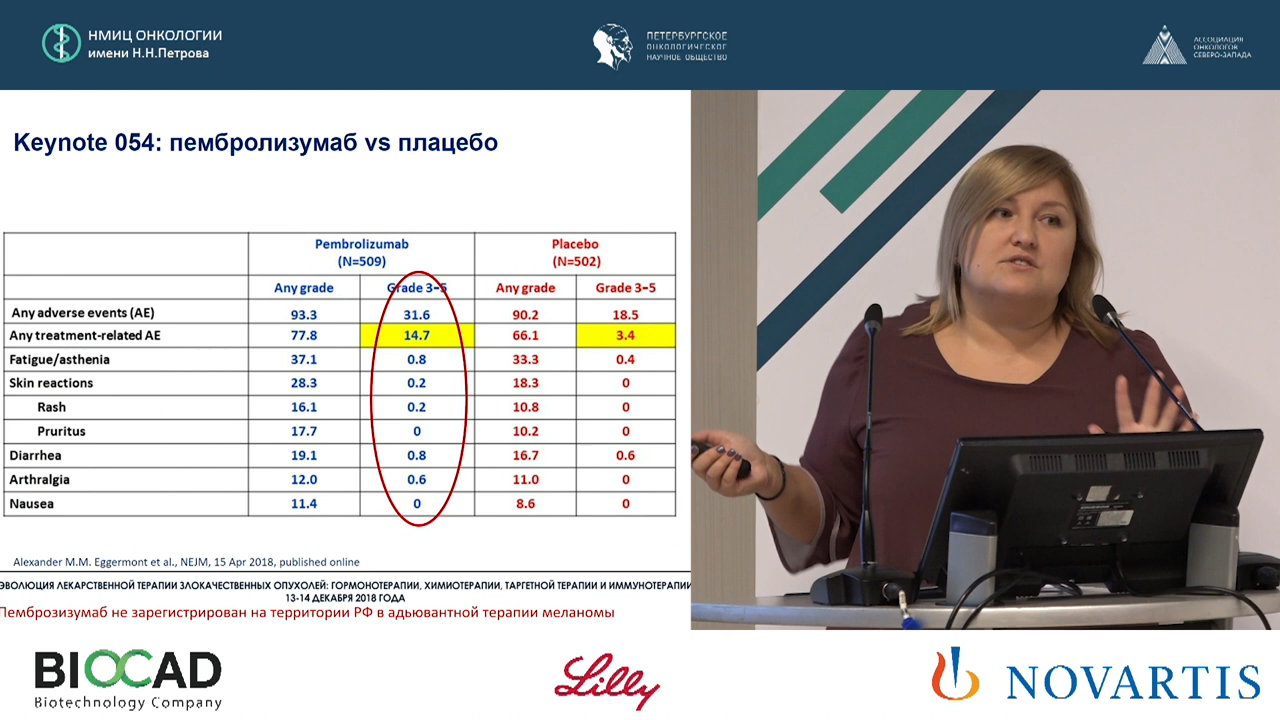 НМИЦ ОНКОЛОГИИ
имени Н.Н.Петрова
ПЕТЕРБУРГСКОЕ
ОНКОЛОГИЧЕСКОЕ
НАУЧНОЕ ОБЩЕСТВО
АССОЦИАЦИЯ
ОНКОЛОГОВ
СЕВЕРО-ЗАПАДА
Keynote 054: пембролизумаб vs плацебо
Pembrolizumab Placebo
(N=509) (N=502)
Any grade Grade 3-5 Any grade Grade 3-5
Any adverse events (AE) 93.3 31.6 90.2 18.5
Any treatment-related AE 77.8 14.7 66.1 3.4
Fatigue/asthenia 37.1 0.8 33.3 0.4
Skin reactions 28.3 0.2 18.3 0
Rash 16.1 0.2 10.8 0
Pruritus 17.7 0 10.2 0
Diarrhea 19.1 0.8 16.7 0.6
Arthralgia 12.0 0.6 11.0 0
Nausea 11.4 0 8.6 0
Alexander M.M. Eggermont et al., NEJM, 15 Apr 2018, published online
ЭВОЛЮЦИЯ ЛЕКАРСТВЕННОЙ ТЕРАПИИ ЗЛОКАЧЕСТВЕННЫХ ОПУХОЛЕЙ: ГОРМОНОТЕРАПИИ, ХИМИОТЕРАПИИ, ТАРГЕТНОЙ ТЕРАПИИ И ИММУНОТЕРАПИИ
13-14 ДЕКАБРЯ 2018 ГОДА
Пемброзизумаб не зарегистрирован на территории РФ в адьювантной терапии меланомы
BIOCAD
Biotechnology Company
Lilly
NOVARTIS